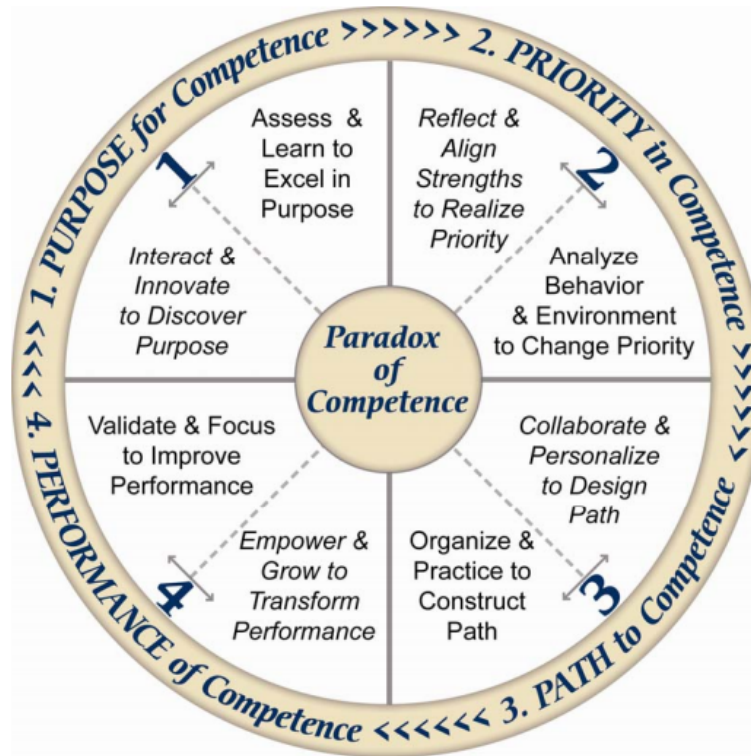 1. PURPOSE for Competence >>>>>> 2. PRIORITY in Competence >>>>>> 3. PATH to Competence >>>>>> 4. PERFORMANCE of Competence >>>>
1
Assess &
Learn to
Excel in
Purpose
Interact &
Innovate
to Discover
Purpose
2
Reflect &
Align
Strengths
to Realize
Priority
Analyze
Behavior
& Environment
to Change Priority
Paradox
of
Competence
3
Collaborate &
Personalize
to Design
Path
Organize &
Practice to
Construct
Path
4
Empower &
Grow to
Transform
Performance
Validate & Focus
to Improve
Performance